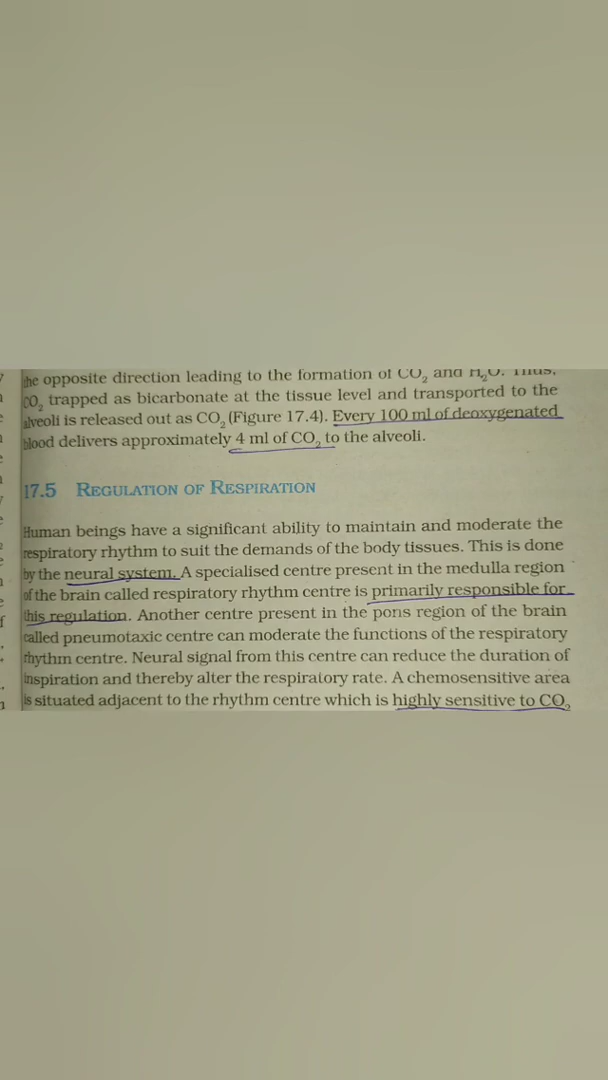 the opposite direction leading to the formation of CO₂ and H₂O. Thus,
CO₂ trapped as bicarbonate at the tissue level and transported to the
alveoli is released out as CO₂ (Figure 17.4). Every 100 ml of deoxygenated
blood delivers approximately 4 ml of CO₂ to the alveoli.
17.5 REGULATION OF RESPIRATION
Human beings have a significant ability to maintain and moderate the
respiratory rhythm to suit the demands of the body tissues. This is done
by the neural system. A specialised centre present in the medulla region
of the brain called respiratory rhythm centre is primarily responsible for
this regulation. Another centre present in the pons region of the brain
called pneumotaxic centre can moderate the functions of the respiratory
rhythm centre. Neural signal from this centre can reduce the duration of
inspiration and thereby alter the respiratory rate. A chemosensitive area
is situated adjacent to the rhythm centre which is highly sensitive to CO₂